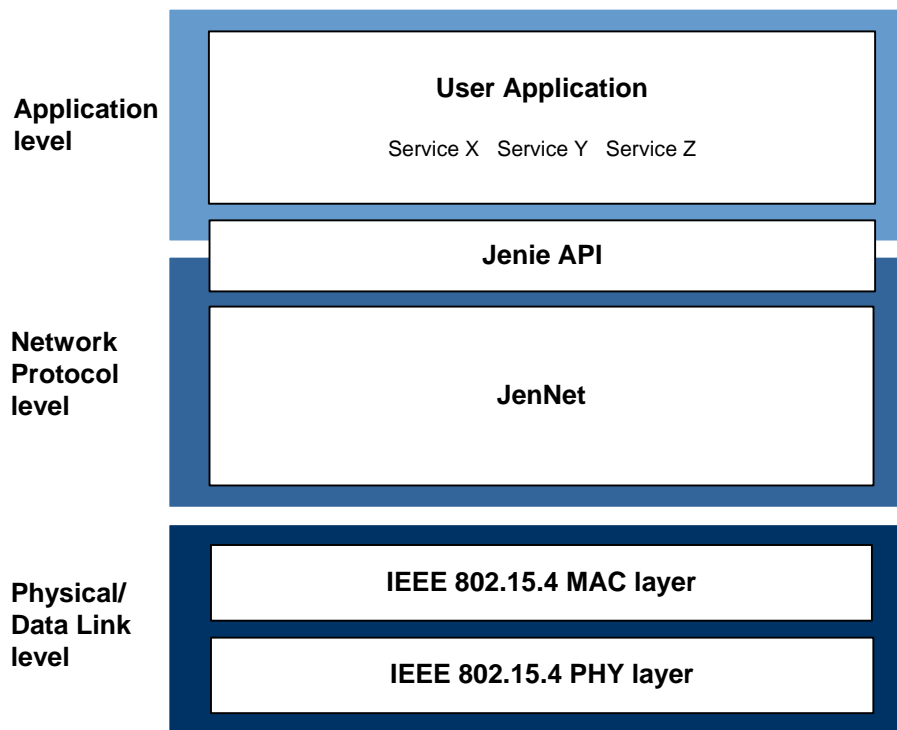 Application
level
User Application
Service X Service Y Service Z
Jenie API
Network
Protocol
level
JenNet
Physical/
Data Link
level
IEEE 802.15.4 MAC layer
IEEE 802.15.4 PHY layer